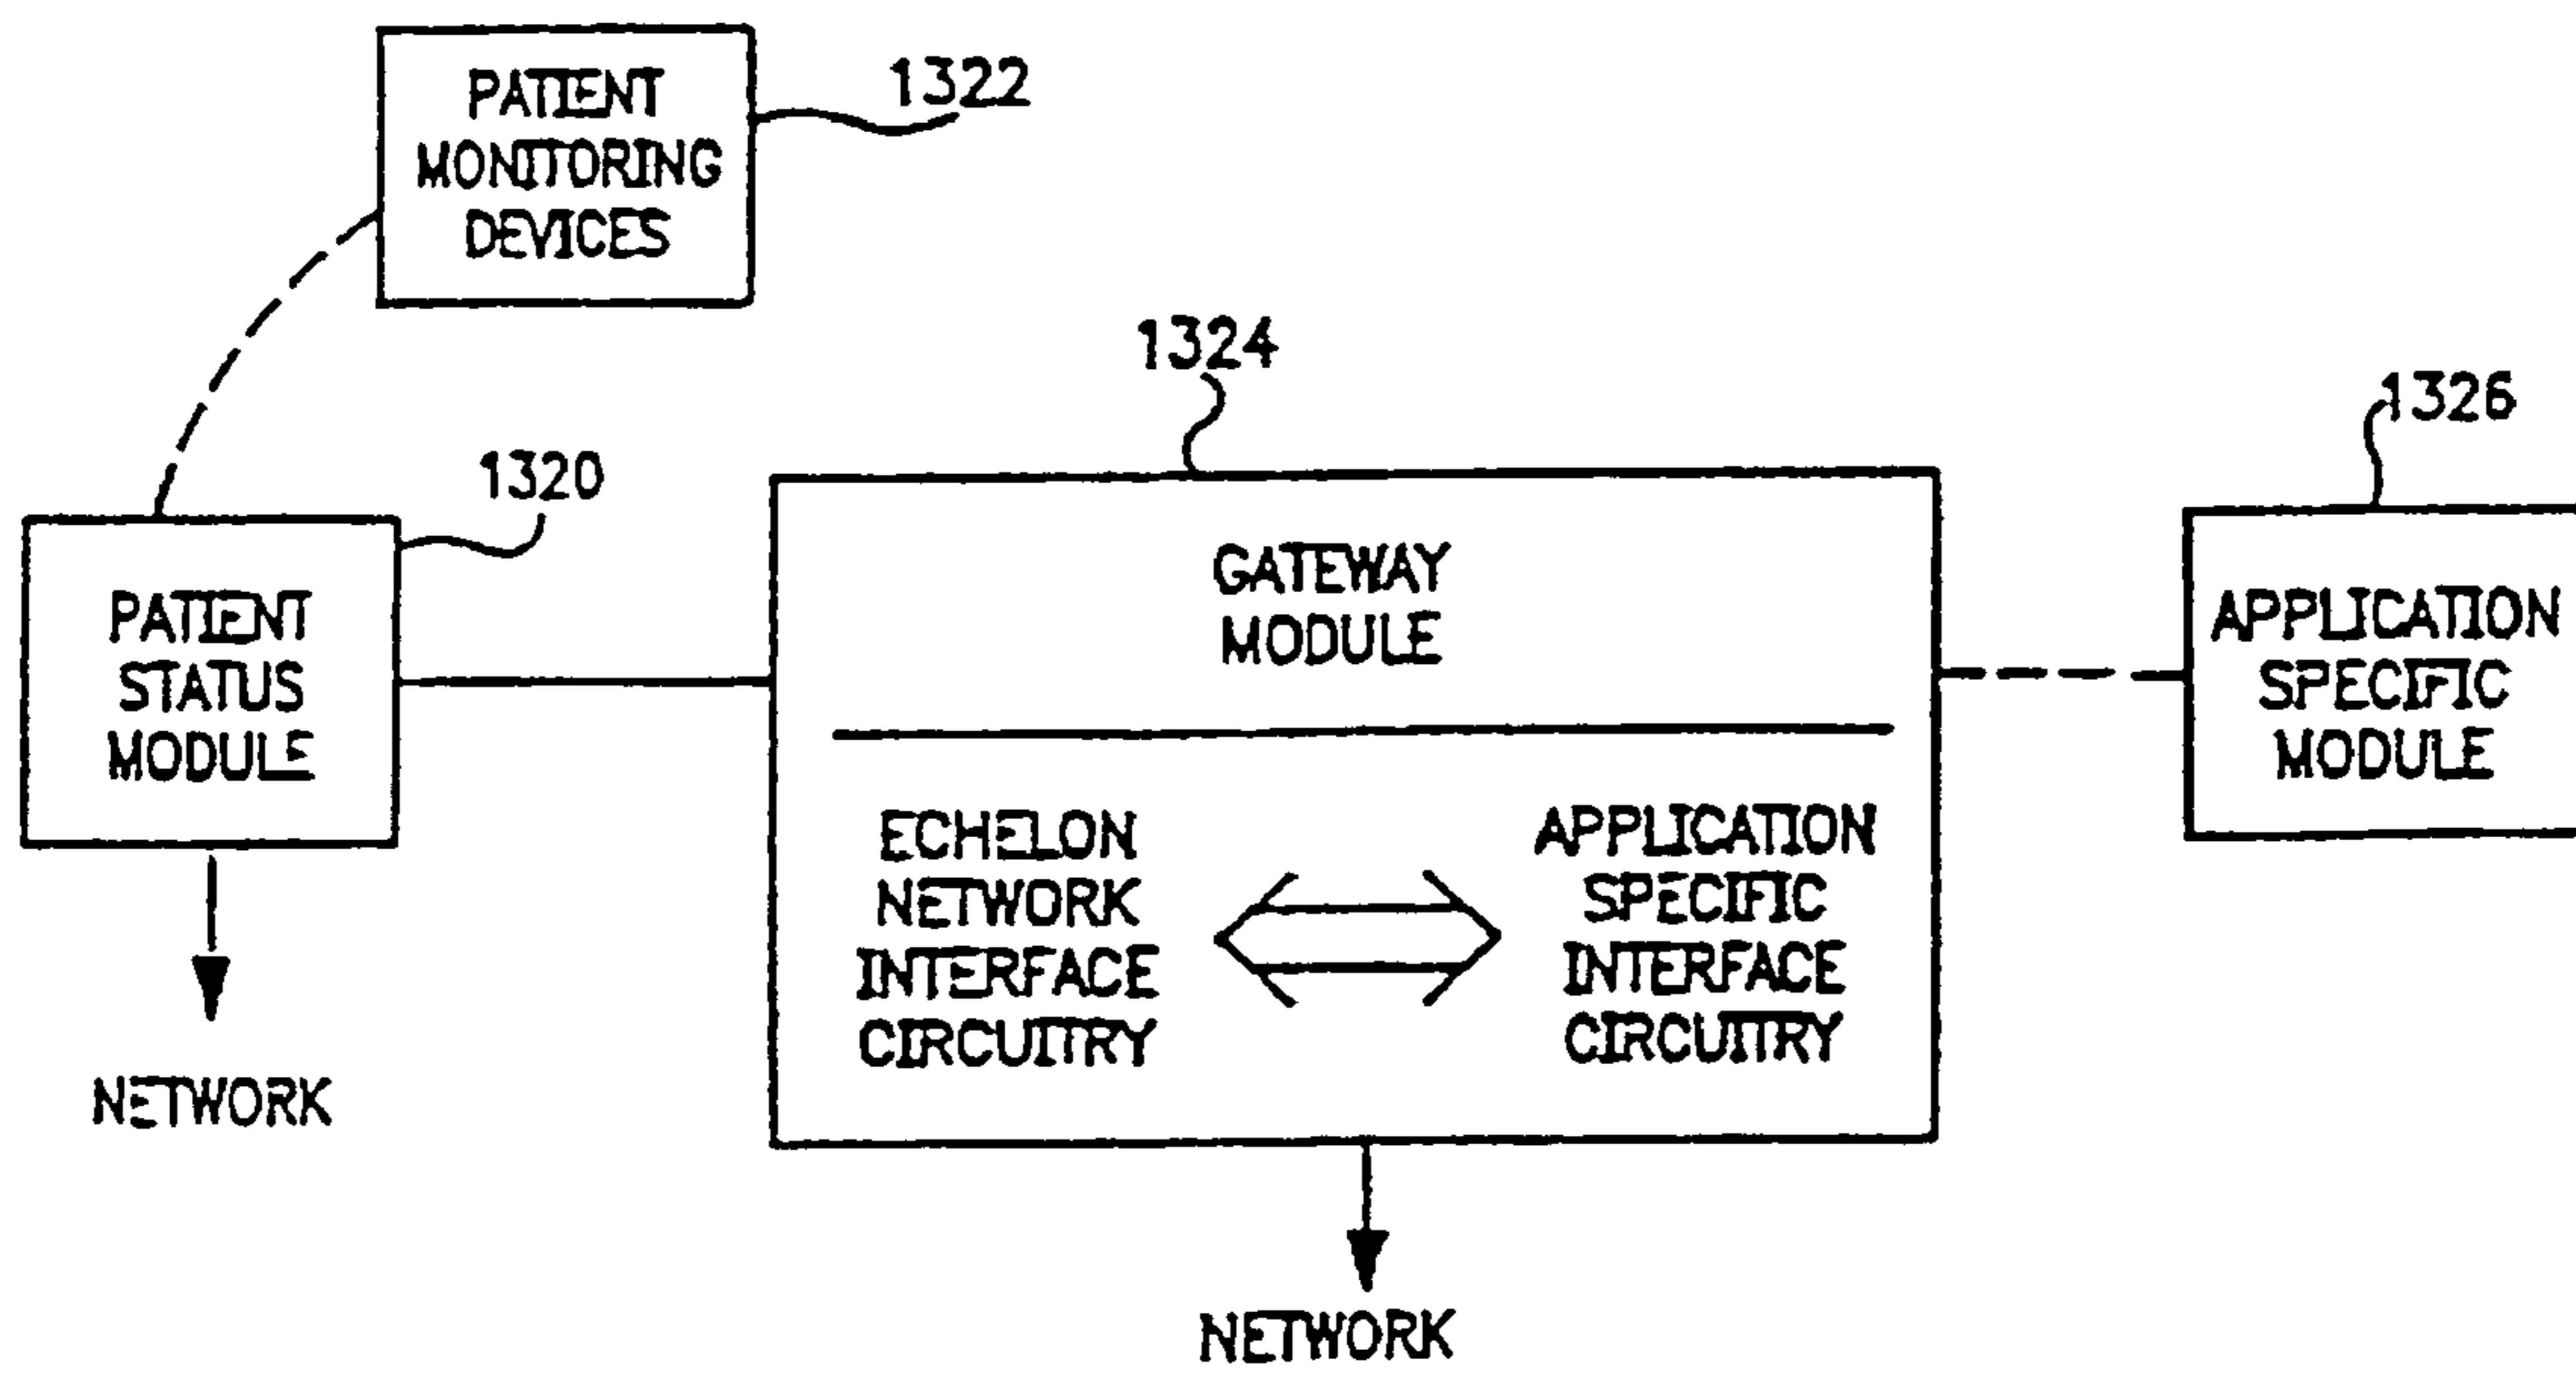 PATIENT
MONITORING
DEVICES
1322
1324
1326
1320
PATIENT
STATUS
MODULE
GATEWAY
MODULE
APPLICATION
SPECIFIC
MODULE
ECHELON
NETWORK
INTERFACE
CIRCUITRY
APPLICATION
SPECIFIC
INTERFACE
CIRCUITRY
NETWORK
NETWORK